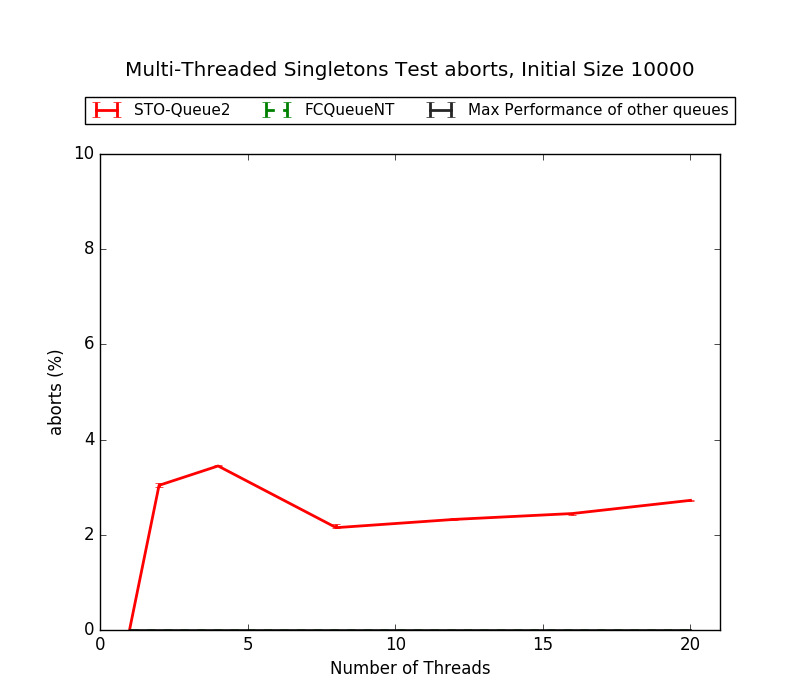 Multi-Threaded Singletons Test aborts, Initial Size 10000
STO-Queue2 FCQueueNT Max Performance of other queues
10
8
6
4
2
0
aborts (%)
0 5 10 15 20
Number of Threads